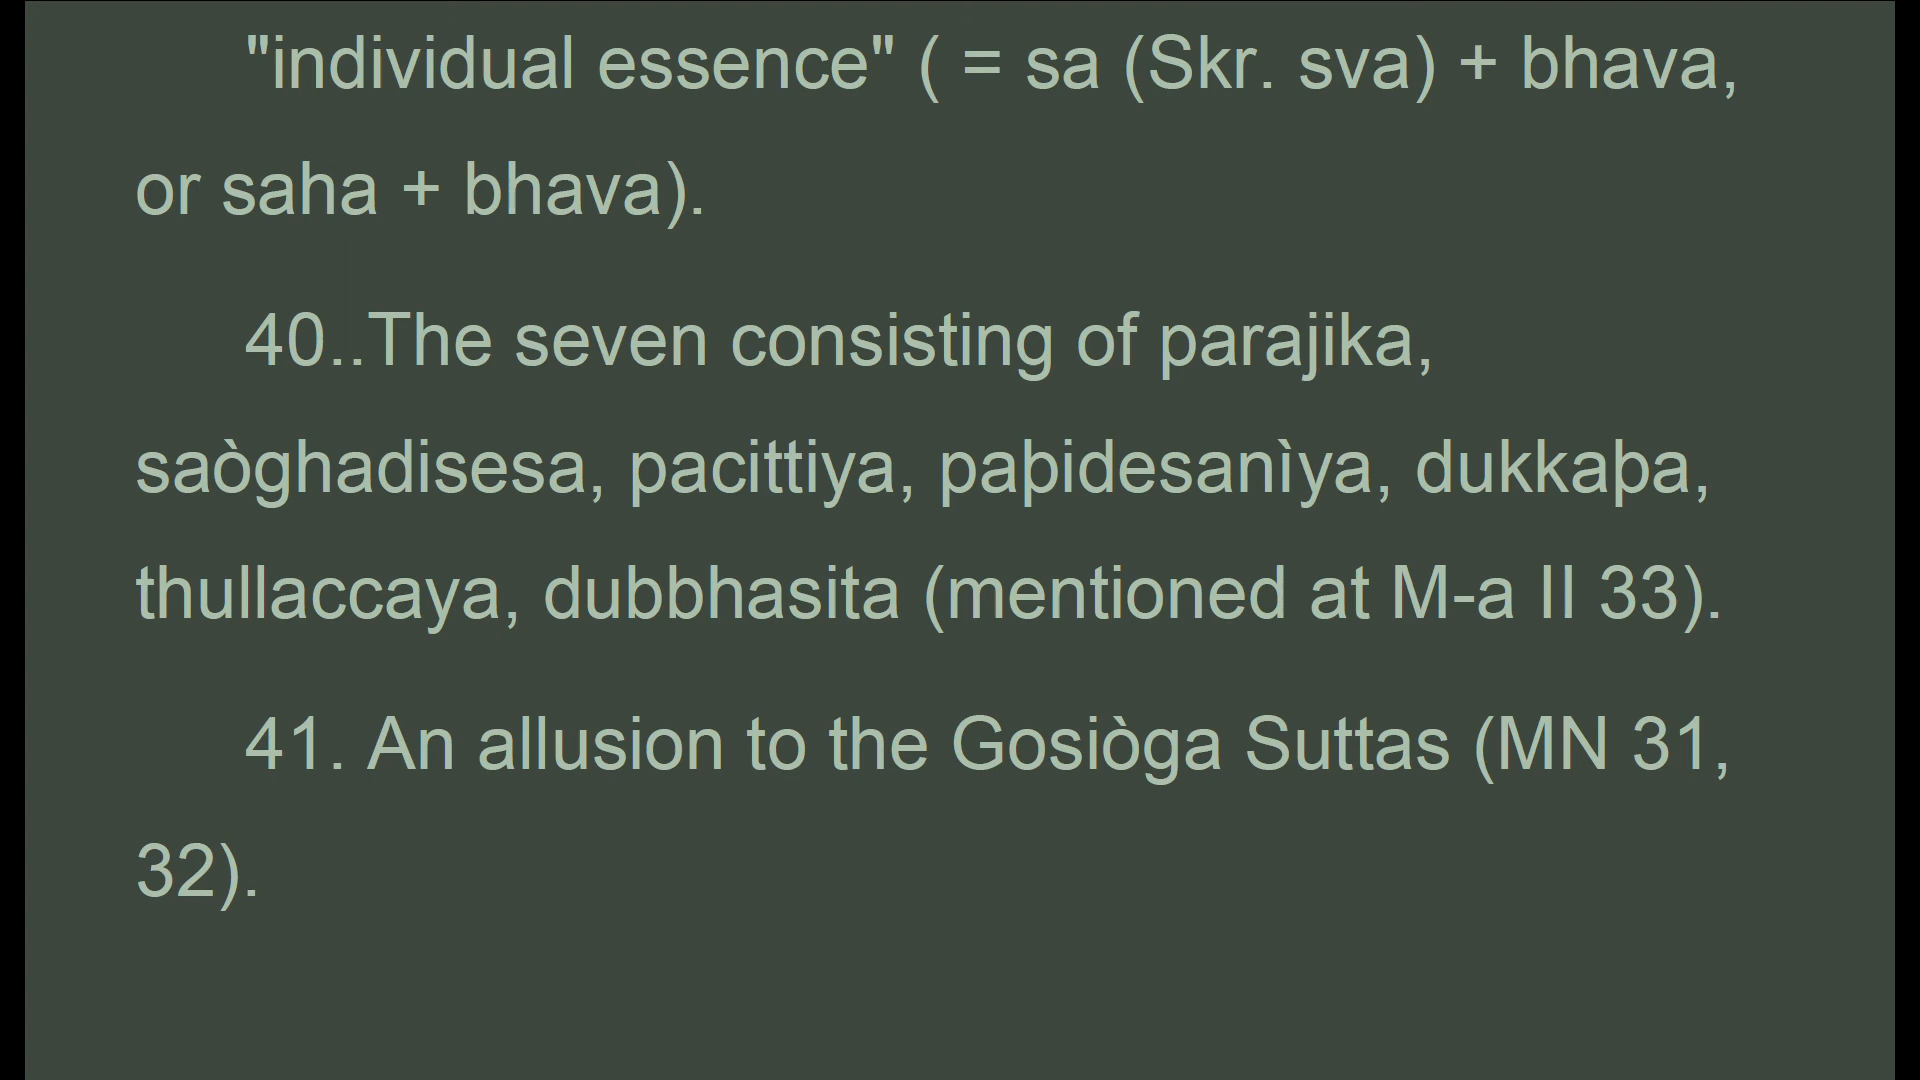 "individual essence" ( = sa (Skr. sva) + bhava,
or saha + bhava).
40..The seven consisting of parajika,
saòghadisesa, pacittiya, paþidesanìya, dukkaþa,
thullaccaya, dubbhasita (mentioned at M-a II 33).
41. An allusion to the Gosiòga Suttas (MN 31,
32).